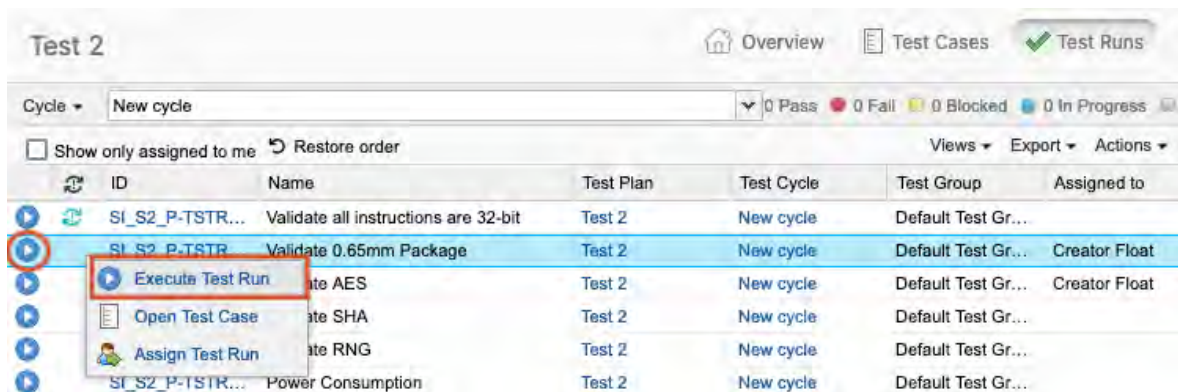 Test 2 Overview Test Cases Test Runs
Cycle New cycle 0 Pass 0 Fail 0 Blocked 0 In Progress
Show only assigned to me Restore order Views Export Actions
ID Name Test Plan Test Cycle Test Group Assigned to
SI_S2_P-TSTR... Validate all instructions are 32-bit Test 2 New cycle Default Test Gr...
SI_S2_P-TSTR Validate 0.65mm Package Test 2 New cycle Default Test Gr... Creator Float
Execute Test Run ate AES Test 2 New cycle Default Test Gr... Creator Float
Open Test Case ate SHA Test 2 New cycle Default Test Gr...
Assign Test Run ate RNG Test 2 New cycle Default Test Gr...
SI_S2_P-TSTR... Power Consumption Test 2 New cycle Default Test Gr...